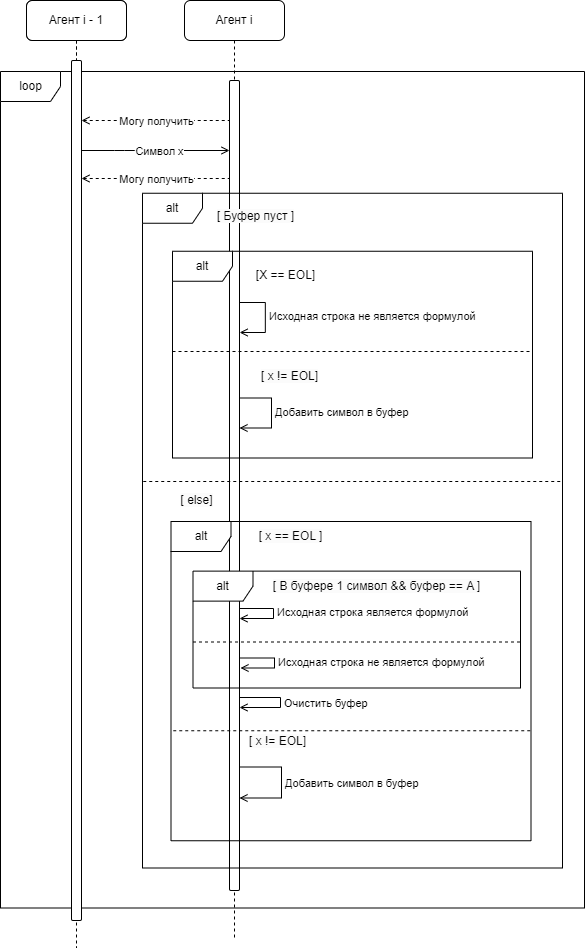 Агент i - 1
Агент i
loop
Могу получить
Символ x
Могу получить
alt
[ Буфер пуст ]
alt
[X == EOL]
Исходная строка не является формулой
[ x != EOL]
Добавить символ в буфер
[ else]
alt
[ x == EOL ]
alt
[ В буфере 1 символ && буфер == A ]
Исходная строка является формулой
Исходная строка не является формулой
Очистить буфер
[ x != EOL]
Добавить символ в буфер